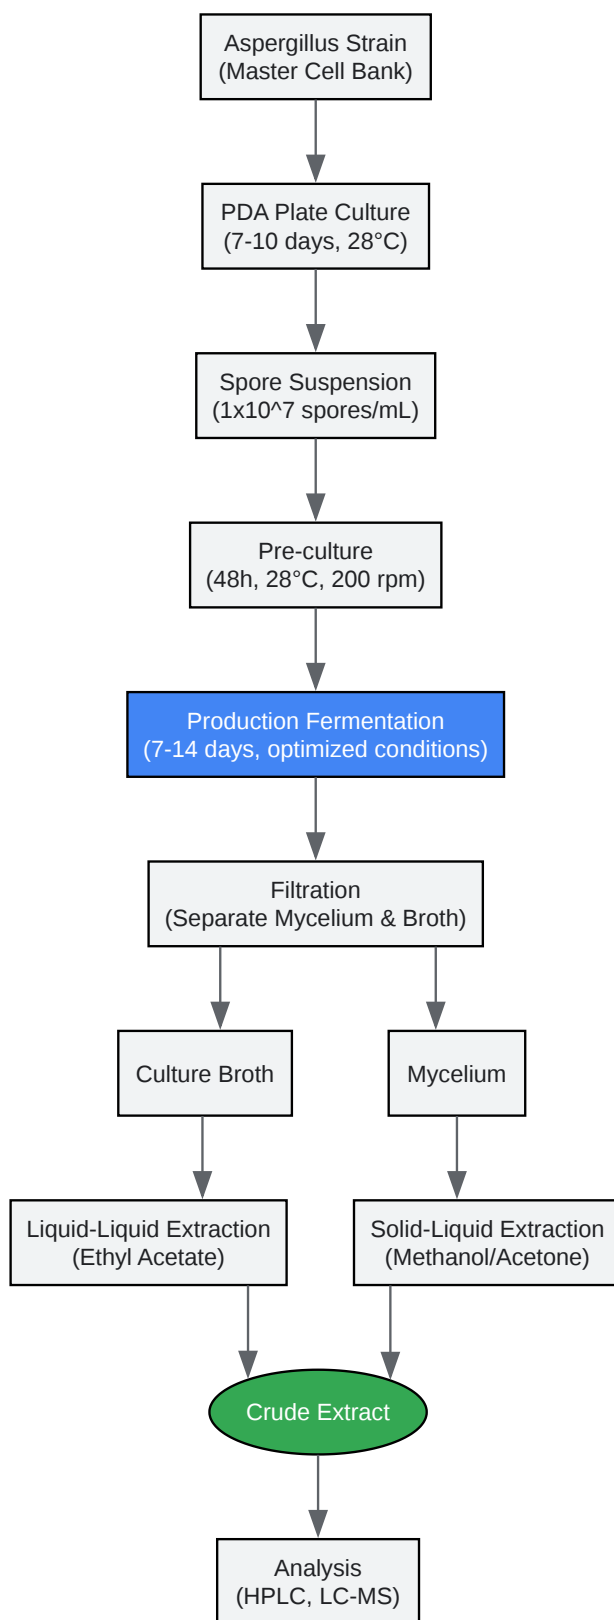 Aspergillus Strain
(Master Cell Bank)
PDA Plate Culture
(7-10 days, 28°C)
Spore Suspension
(1x10^7 spores/mL)
Pre-culture
(48h, 28°C, 200 rpm)
Production Fermentation
(7-14 days, optimized conditions)
Filtration
(Separate Mycelium & Broth)
Culture Broth
Mycelium
Liquid-Liquid Extraction
(Ethyl Acetate)
Solid-Liquid Extraction
(Methanol/Acetone)
Crude Extract
Analysis
(HPLC, LC-MS)